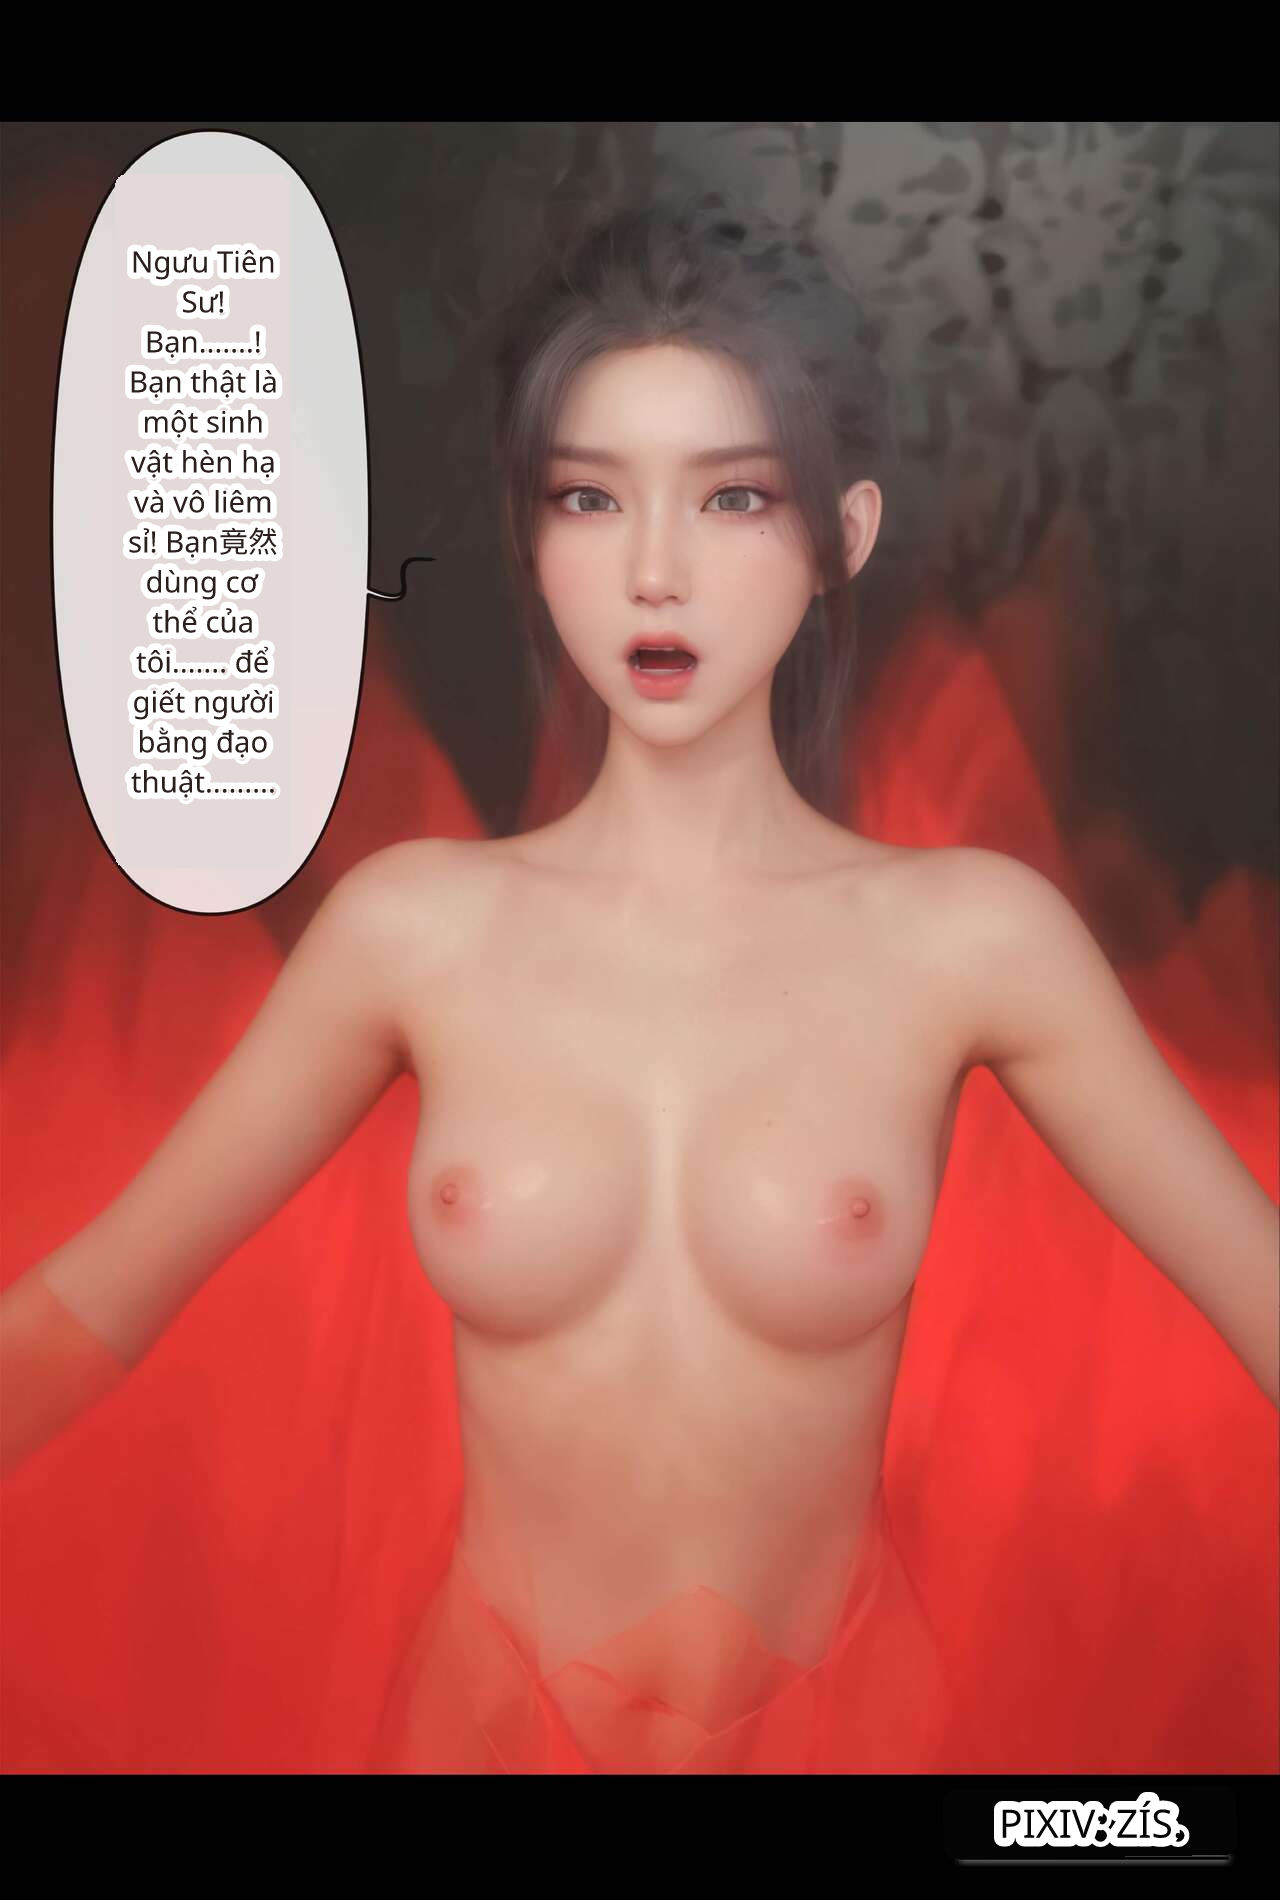 Ngưu Tiên
Sư!
Bạn.......!
Bạn thật là
một sinh
vật hèn hạ
và vô liêm
sỉ! Bạn竟然
dùng cơ
thể của
tôi....... để
giết người
bằng đạo
thuật.........
PIXIV:ZÍS,